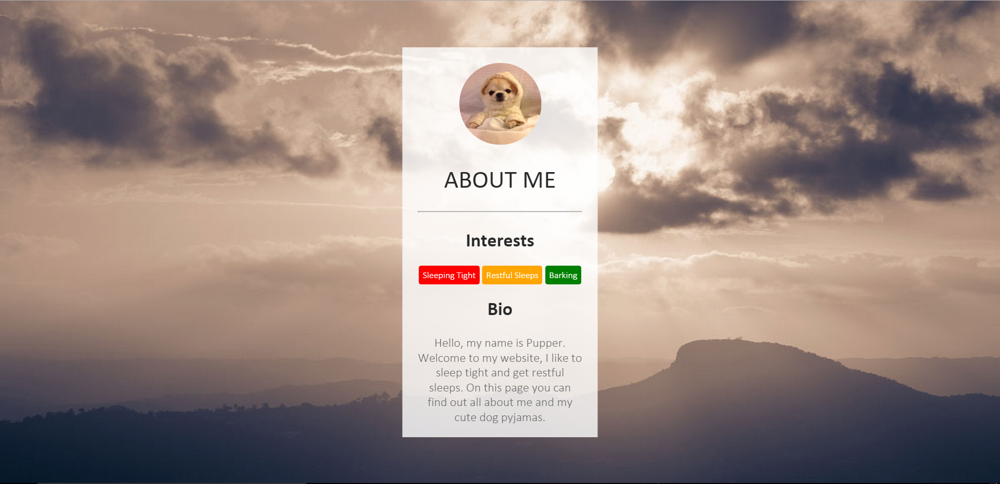 ABOUT ME
Interests
Sleeping Tight Restful Sleeps Barking
Bio
Hello, my name is Pupper.
Welcome to my website, I like to
sleep tight and get restful
sleeps. On this page you can
find out all about me and my
cute dog pyjamas.